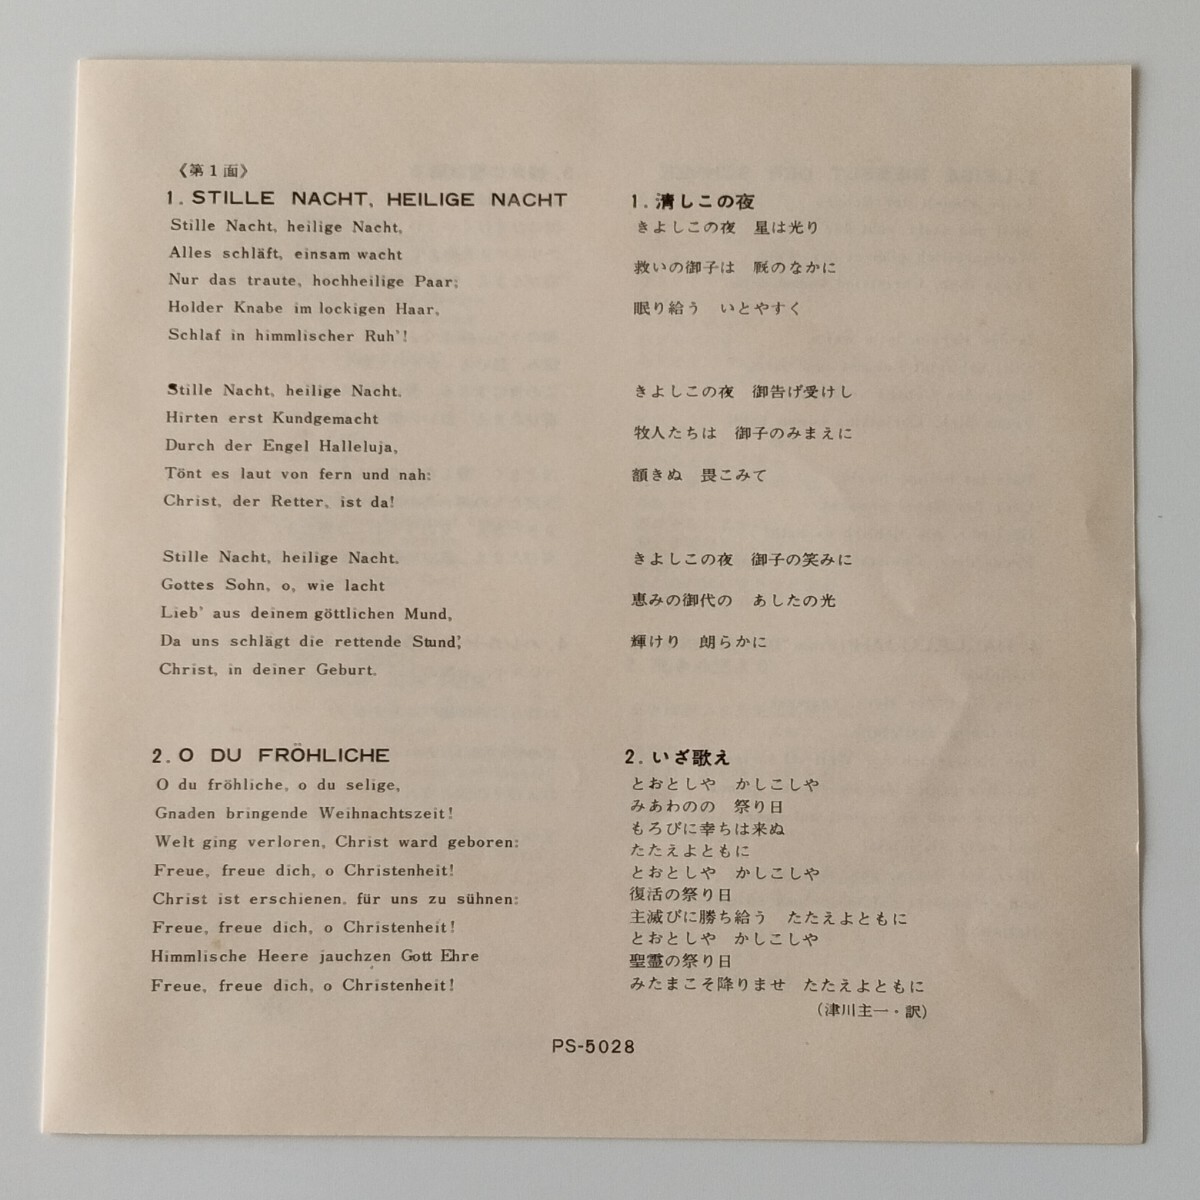 《第1面》
1. STILLE NACHT, HEILIGE NACHT
Stille Nacht, heilige Nacht,
Alles schläft, einsam wacht
Nur das traute, hochheilige Paar;
Holder Knabe im lockigen Haar,
Schlaf in himmlischer Ruh'!
Stille Nacht, heilige Nacht.
Hirten erst Kundgemacht
Durch der Engel Halleluja,
Tönt es laut von fern und nah:
Christ, der Retter, ist da!
Stille Nacht, heilige Nacht.
Gottes Sohn, o, wie lacht
Lieb' aus deinem göttlichen Mund,
Da uns schlägt die rettende Stund;
Christ, in deiner Geburt.
1. 清しこの夜
きよしこの夜　星は光り
救いの御子は　厩のなかに
眠り給う　いとやすく
きよしこの夜　御告げ受けし
牧人たちは　御子のみまえに
額きぬ　畏こみて
きよしこの夜　御子の笑みに
恵みの御代の　あしたの光
輝けり　朗らかに
2. O DU FRÖHLICHE
O du fröhliche, o du selige,
Gnaden bringende Weihnachtszeit!
Welt ging verloren, Christ ward geboren:
Freue, freue dich, o Christenheit!
Christ ist erschienen. für uns zu sühnen:
Freue, freue dich, o Christenheit!
Himmlische Heere jauchzen Gott Ehre
Freue, freue dich, o Christenheit!
2. いざ歌え
とおとしや　かしこしや
みあわのの　祭り日
もろびに幸ちは来ぬ
たたえよともに
とおとしや　かしこしや
復活の祭り日
主滅びに勝ち給う　たたえよともに
とおとしや　かしこしや
聖霊の祭り日
みたまこそ降りませ　たたえよともに
（津川主一・訳）
PS-5028